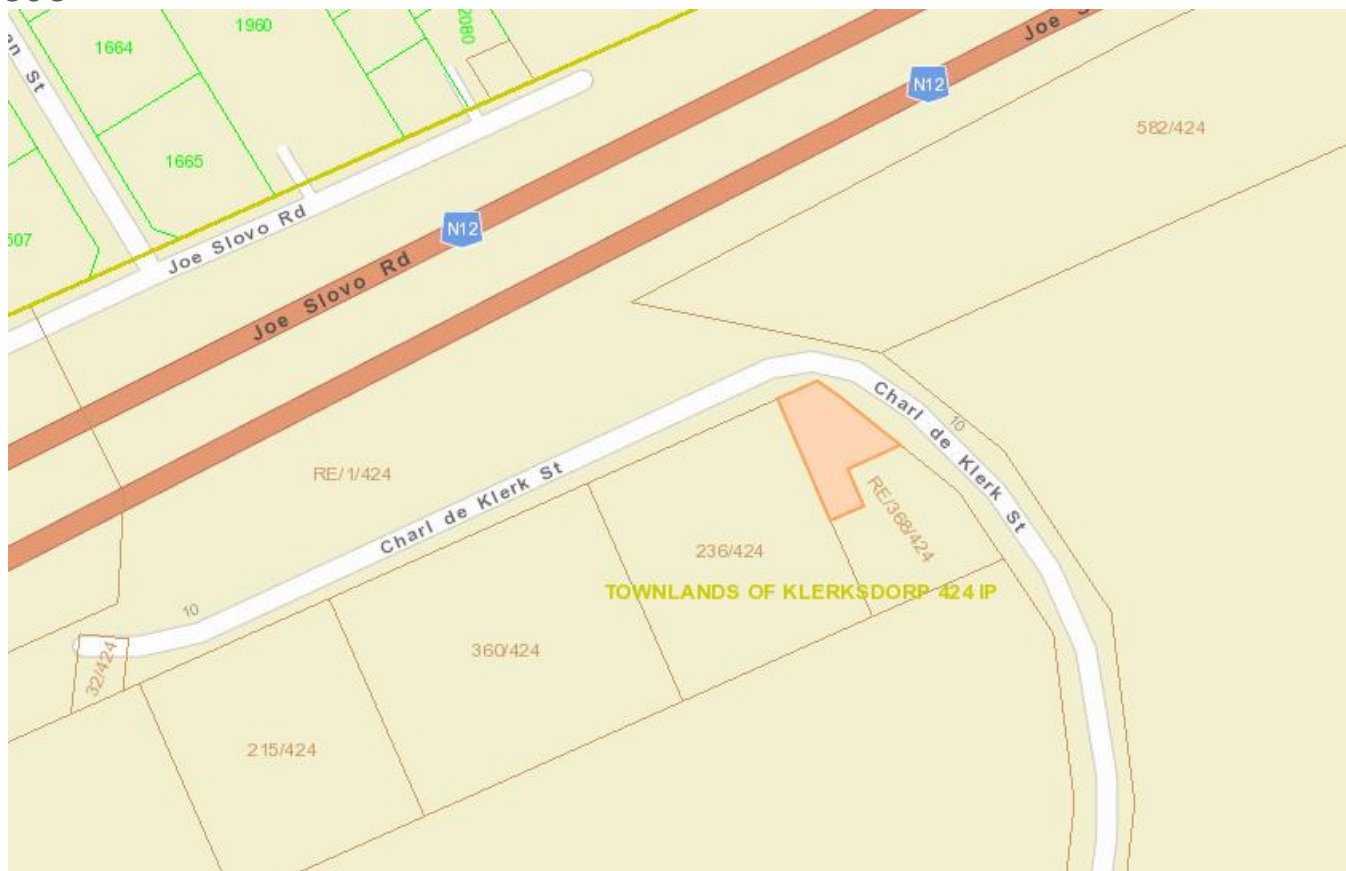 1960
1664
2080
N12
582/424
1665
N12
Joe Slovo Rd
Joe Slovo Rd
Charl de Klerk St
10
RE/1/424
Charl de Klerk St
RE/368/424
236/424
TOWNLANDS OF KLERKSDORP 424 IP
10
360/424
32/424
215/424